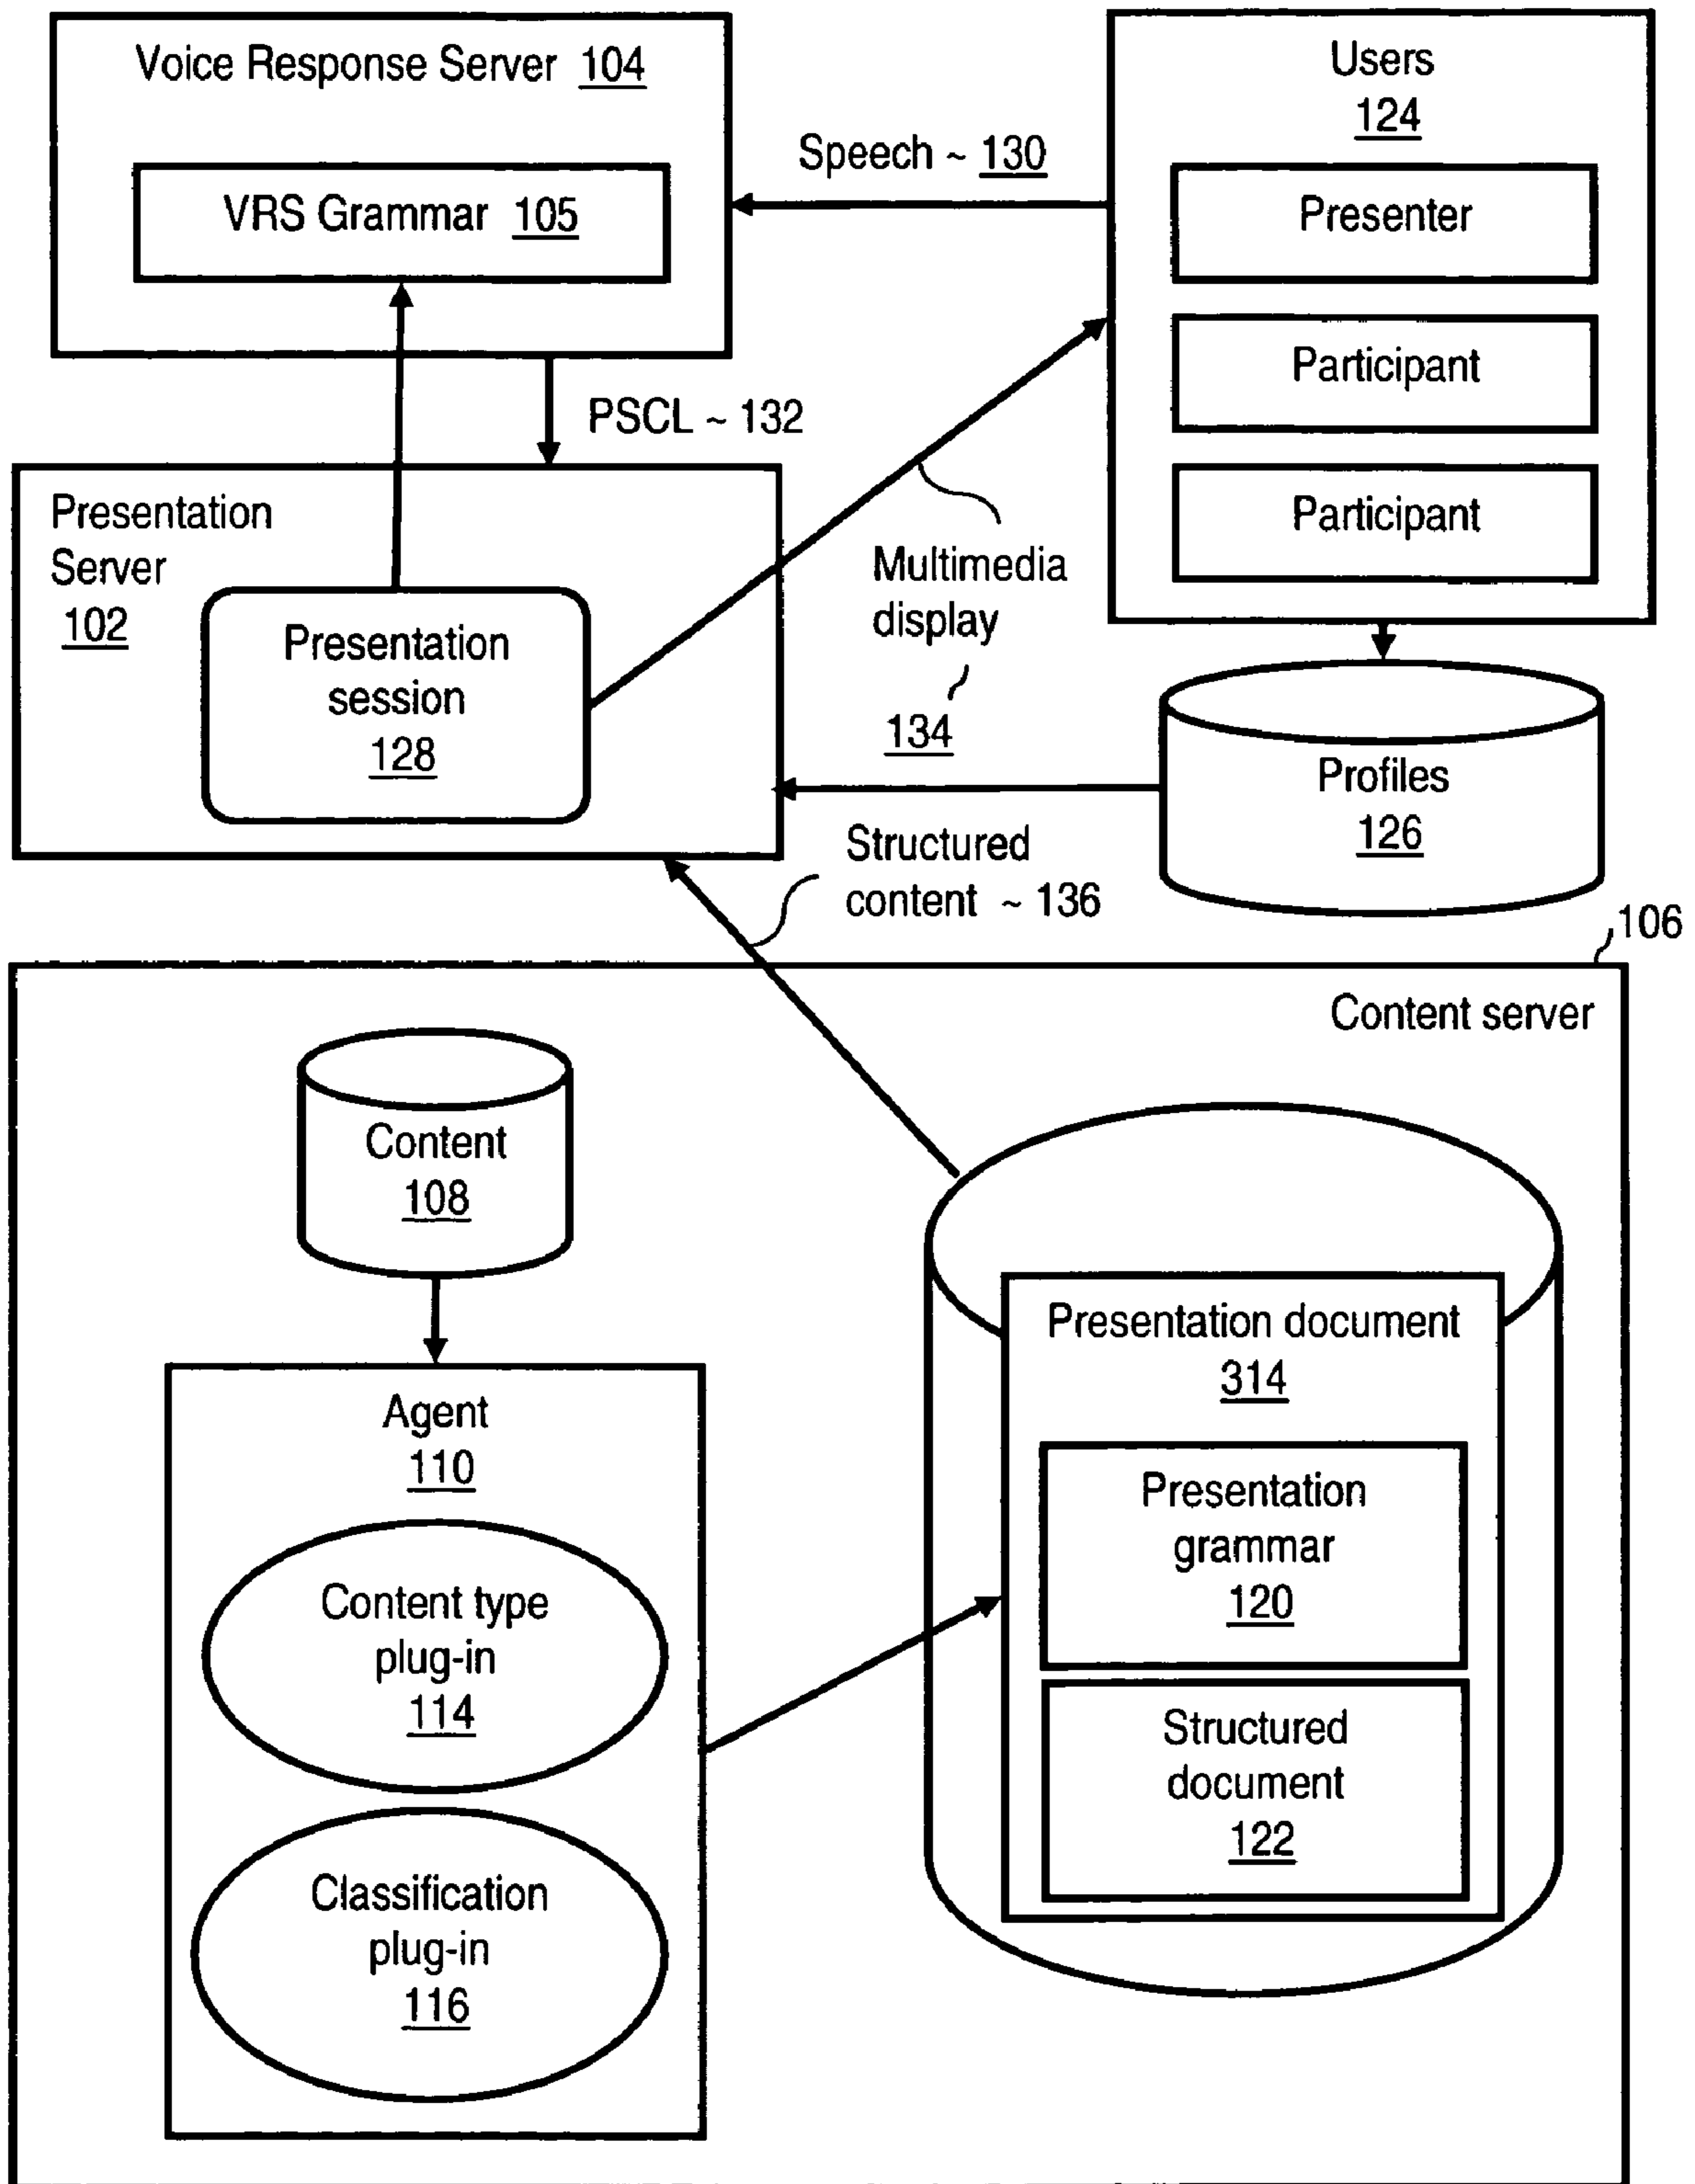 Voice Response Server 104
VRS Grammar 105
Users
124
Presenter
Participant
Participant
Speech ~ 130
PSCL ~ 132
Presentation
Server
102
Presentation
session
128
Multimedia
display
134
Profiles
126
Structured
content ~ 136
106
Content server
Content
108
Agent
110
Content type
plug-in
114
Classification
plug-in
116
Presentation document
314
Presentation
grammar
120
Structured
document
122